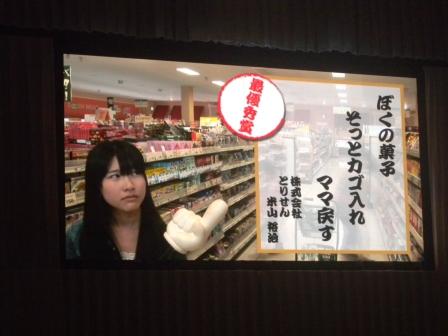 最優秀賞
ぼくの菓子
そっとカゴ入れ
ママ戻す
株式会社
とりせん
米山 裕治